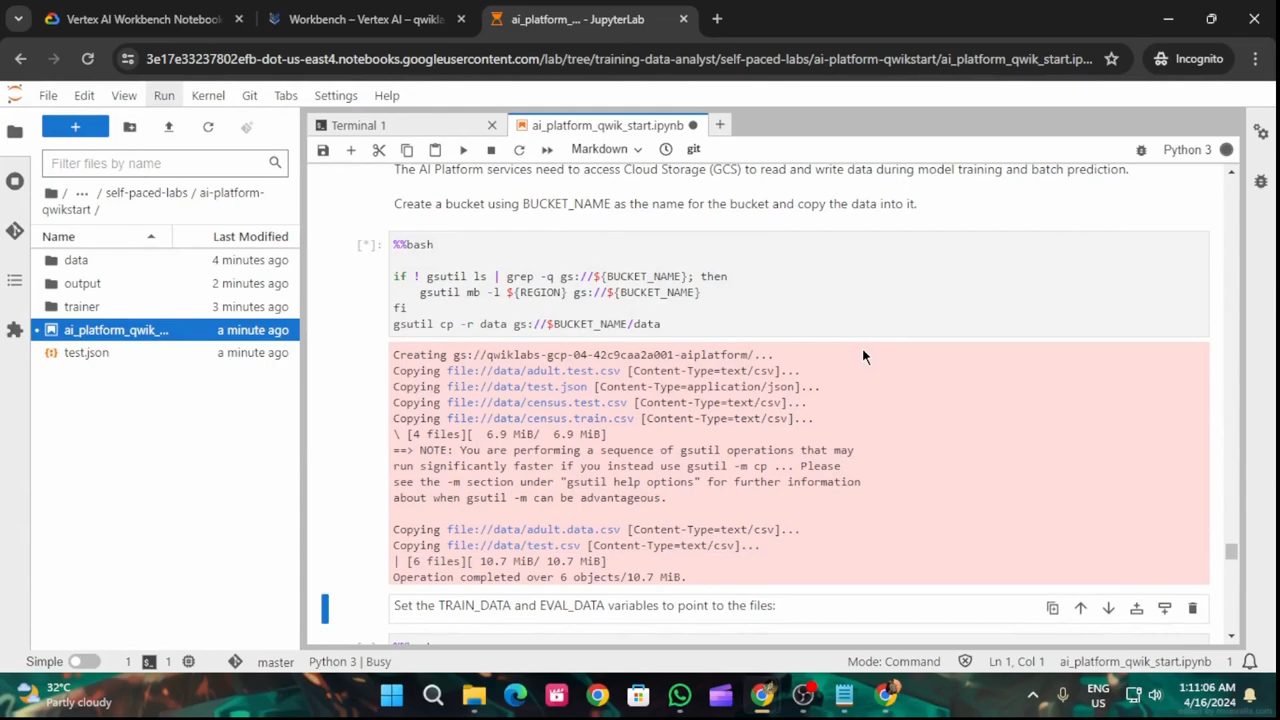 Vertex AI Workbench Notebook
Workbench – Vertex AI – qwikla
ai_platform_... - JupyterLab
3e17e33237802efb-dot-us-east4.notebooks.googleusercontent.com/lab/tree/training-data-analyst/self-paced-labs/ai-platform-qwikstart/ai_platform_qwik_start.ip...
Incognito
File Edit View Run Kernel Git Tabs Settings Help
Terminal 1
ai_platform_qwik_start.ipynb
Filter files by name
Markdown
git
Python 3
/ ... / self-paced-labs / ai-platform-
qwikstart /
Name Last Modified
data 4 minutes ago
output 2 minutes ago
trainer 3 minutes ago
ai_platform_qwik_... a minute ago
test.json a minute ago
The AI Platform services need to access Cloud Storage (GCS) to read and write data during model training and batch prediction.
Create a bucket using BUCKET_NAME as the name for the bucket and copy the data into it.
[*]:
%%bash
if ! gsutil ls | grep -q gs://${BUCKET_NAME}; then
gsutil mb -l ${REGION} gs://${BUCKET_NAME}
fi
gsutil cp -r data gs://$BUCKET_NAME/data
Creating gs://qwiklabs-gcp-04-42c9caa2a001-aiplatform/...
Copying file://data/adult.test.csv [Content-Type=text/csv]...
Copying file://data/test.json [Content-Type=application/json]...
Copying file://data/census.test.csv [Content-Type=text/csv]...
Copying file://data/census.train.csv [Content-Type=text/csv]...
\ [4 files][ 6.9 MiB/ 6.9 MiB]
==> NOTE: You are performing a sequence of gsutil operations that may
run significantly faster if you instead use gsutil -m cp ... Please
see the -m section under "gsutil help options" for further information
about when gsutil -m can be advantageous.
Copying file://data/adult.data.csv [Content-Type=text/csv]...
Copying file://data/test.csv [Content-Type=text/csv]...
| [6 files][ 10.7 MiB/ 10.7 MiB]
Operation completed over 6 objects/10.7 MiB.
Set the TRAIN_DATA and EVAL_DATA variables to point to the files:
Simple 1 1 master Python 3 | Busy Mode: Command Ln 1, Col 1 ai_platform_qwik_start.ipynb 1
32°C
Partly cloudy
ENG
US
1:11:06 AM
4/16/2024